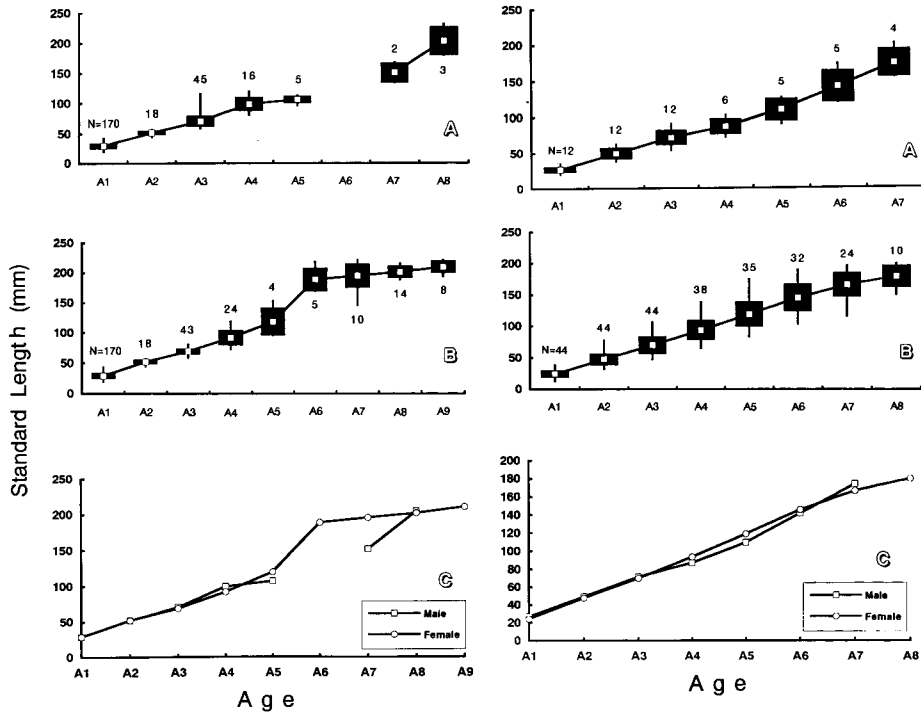 Standard Length (mm)
250
200
150
100
50
0
N=170
18
45
16
5
2
3
A
A1 A2 A3 A4 A5 A6 A7 A8
250
200
150
100
50
0
N=12
12
12
6
5
5
4
A
A1 A2 A3 A4 A5 A6 A7
250
200
150
100
50
0
N=170
18
43
24
4
5
10
14
8
B
A1 A2 A3 A4 A5 A6 A7 A8 A9
250
200
150
100
50
0
N=44
44
44
38
35
32
24
10
B
A1 A2 A3 A4 A5 A6 A7 A8
250
200
150
100
50
0
C
Male
Female
A1 A2 A3 A4 A5 A6 A7 A8 A9
Age
180
160
140
120
100
80
60
40
20
0
C
Male
Female
A1 A2 A3 A4 A5 A6 A7 A8
Age